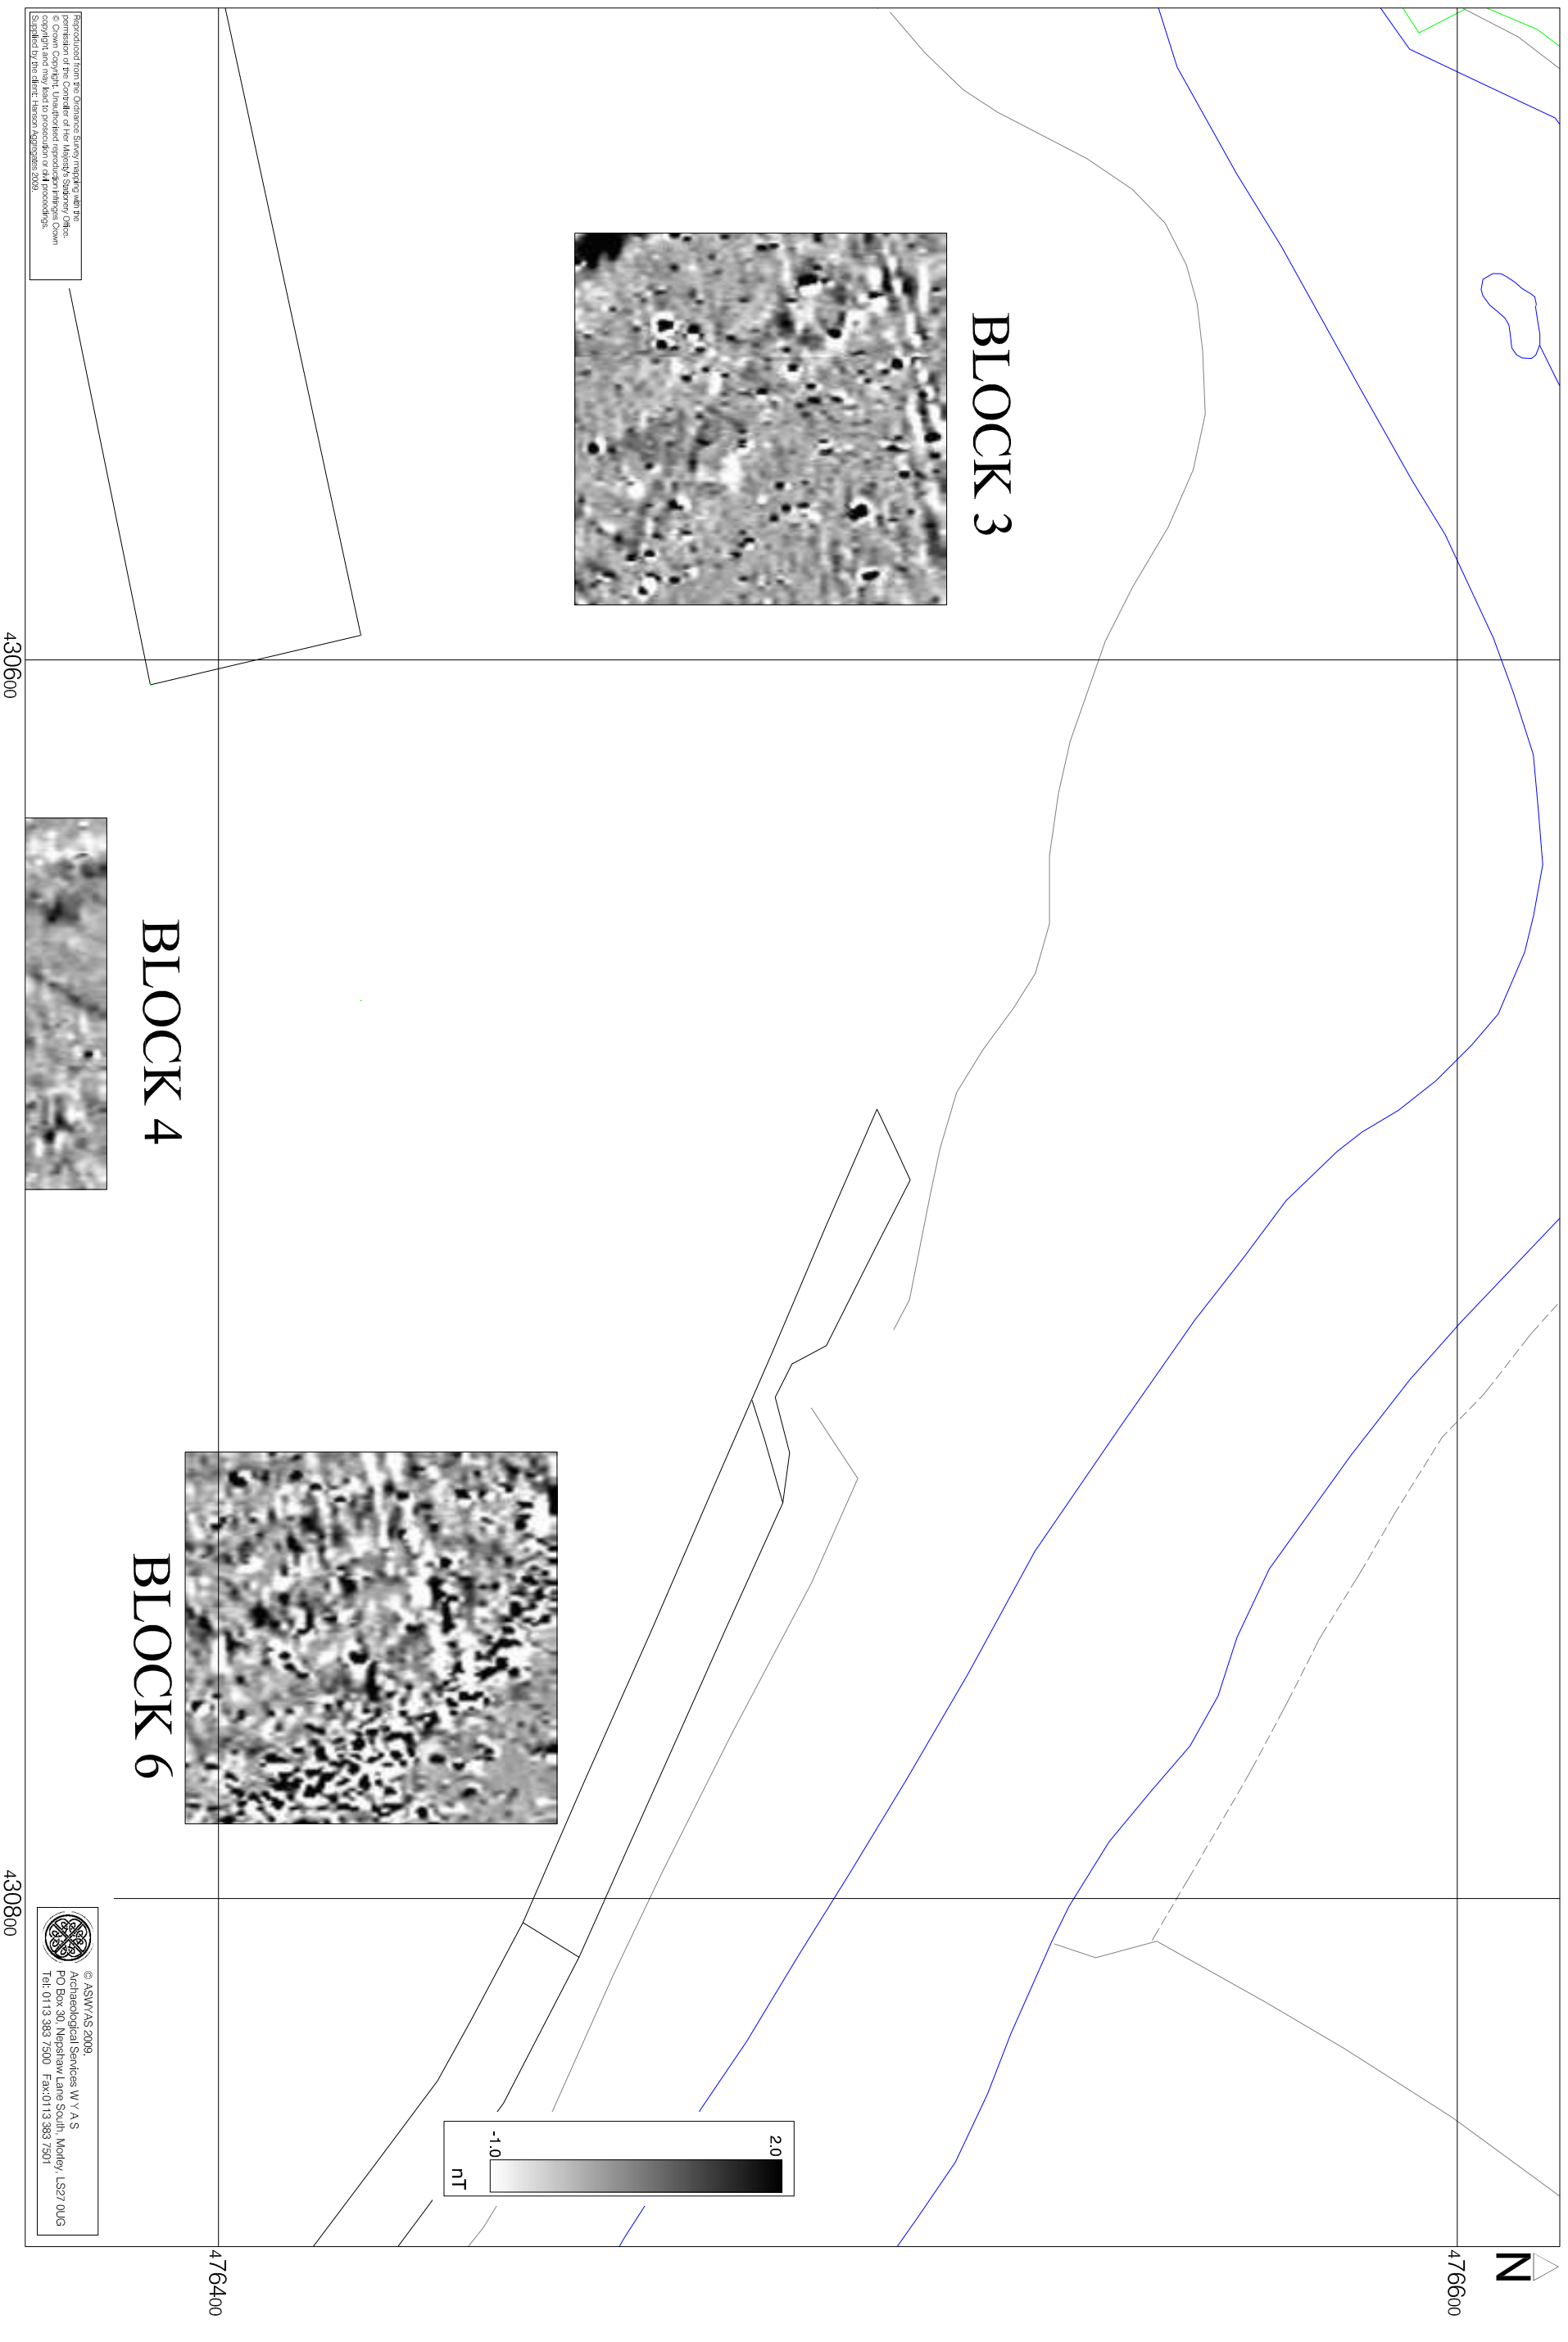 BLOCK 3
BLOCK 4
BLOCK 6
Reproduced from the Ordnance Survey mapping with the
permission of the Controller of Her Majesty's Stationery Office.
© Crown Copyright. Unauthorised reproduction infringes Crown
copyright and may lead to prosecution or civil proceedings.
Supplied by the client: Hanson Aggregates 2009.
430600
430800
476400
476600
N
2.0
-1.0
nT
© ASWYAS 2009.
Archaeological Services W Y A S
PO Box 30, Nepshaw Lane South, Morley, LS27 0UG
Tel: 0113 383 7500 Fax:0113 383 7501